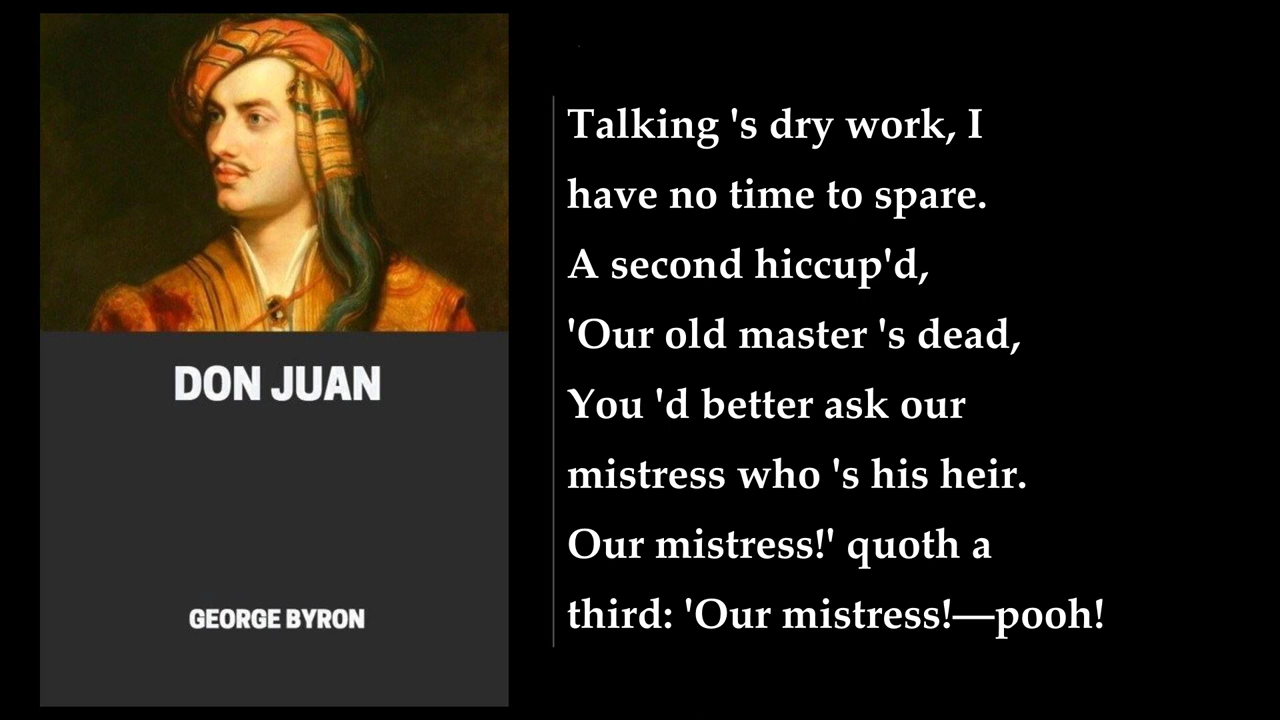 DON JUAN
GEORGE BYRON
Talking 's dry work, I
have no time to spare.
A second hiccup'd,
'Our old master 's dead,
You 'd better ask our
mistress who 's his heir.
Our mistress!' quoth a
third: 'Our mistress!—pooh!